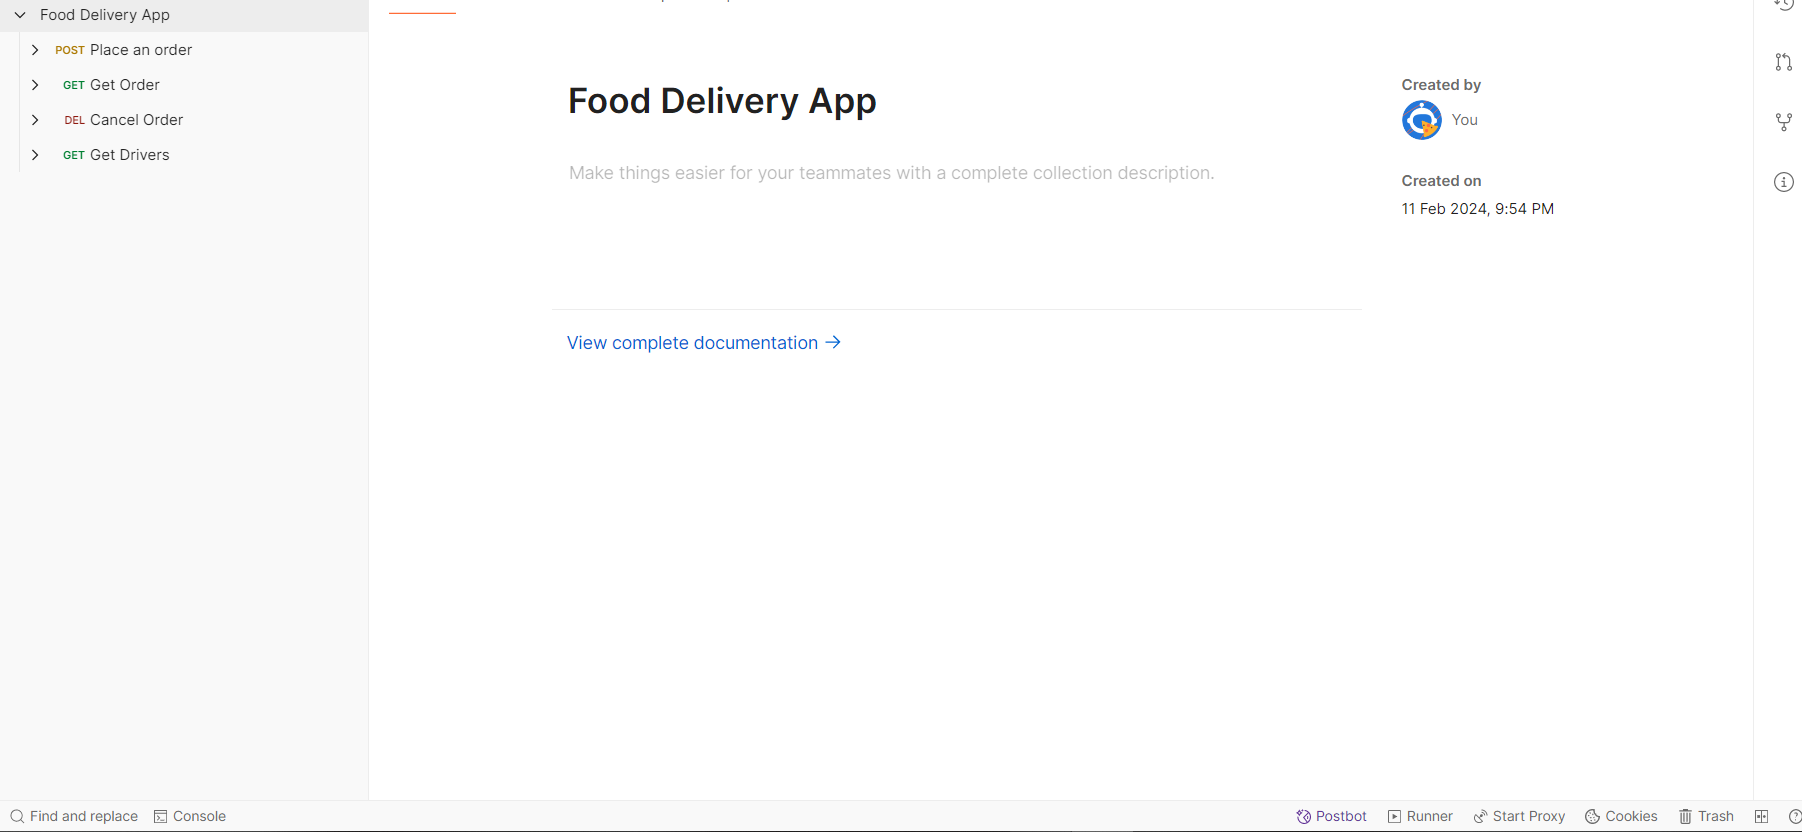 Food Delivery App
POST Place an order
GET Get Order
DEL Cancel Order
GET Get Drivers
Food Delivery App
Make things easier for your teammates with a complete collection description.
View complete documentation →
Created by
You
Created on
11 Feb 2024, 9:54 PM
Find and replace
Console
Postbot
Runner
Start Proxy
Cookies
Trash